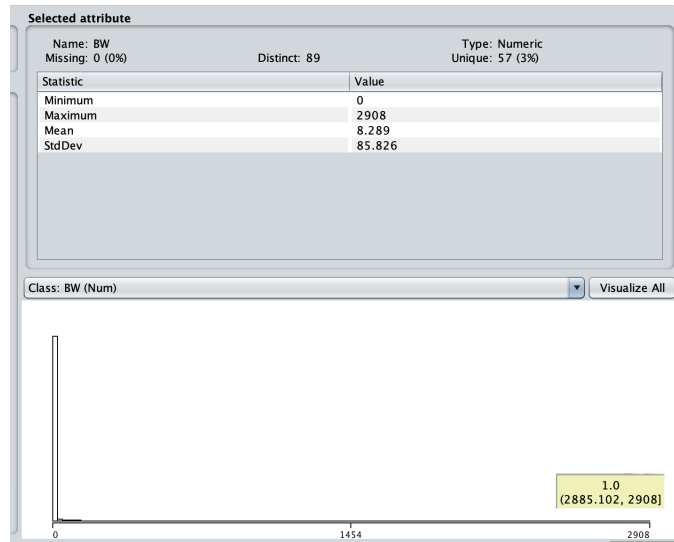 Selected attribute
Name: BW Type: Numeric
Missing: 0 (0%) Distinct: 89 Unique: 57 (3%)
Statistic Value
Minimum 0
Maximum 2908
Mean 8.289
StdDev 85.826
Class: BW (Num) Visualize All
1.0
(2885.102, 2908]
0 1454 2908